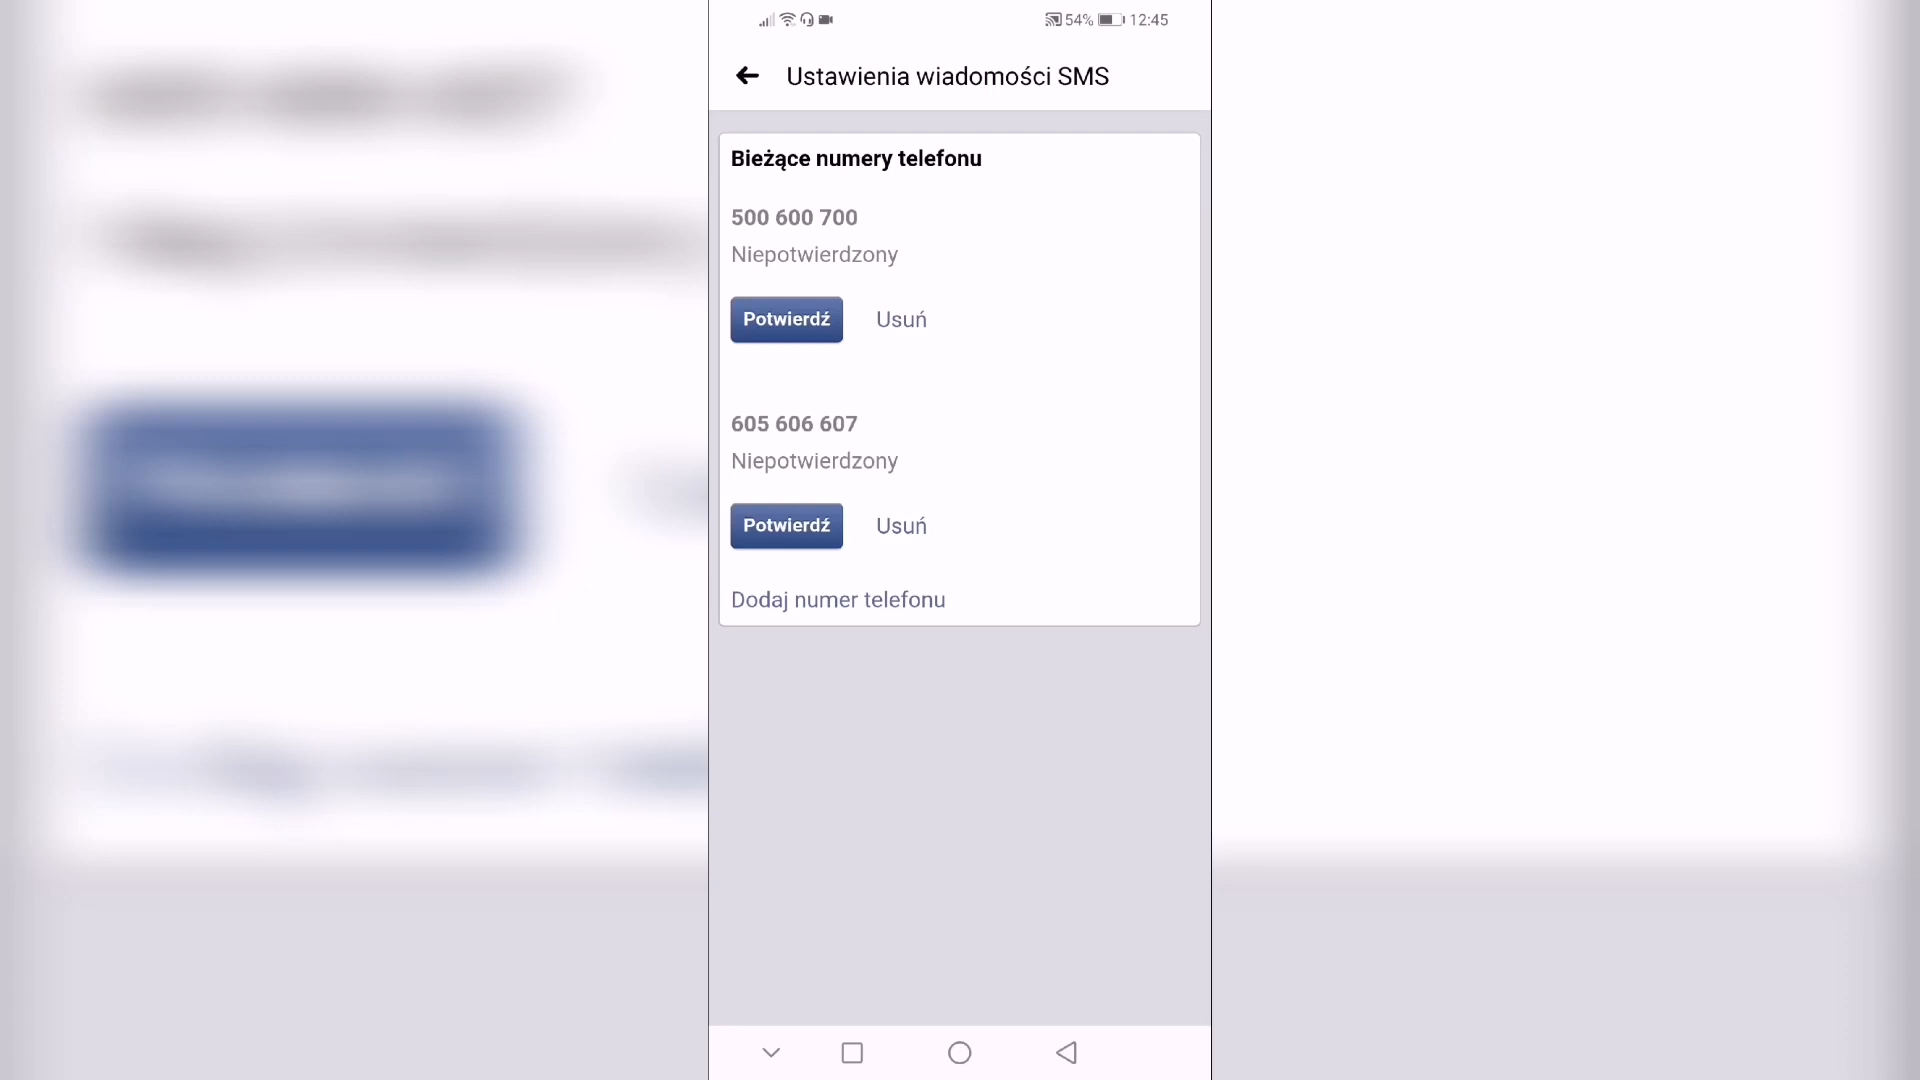 54% 12:45
Ustawienia wiadomości SMS
Bieżące numery telefonu
500 600 700
Niepotwierdzony
Potwierdź Usuń
605 606 607
Niepotwierdzony
Potwierdź Usuń
Dodaj numer telefonu